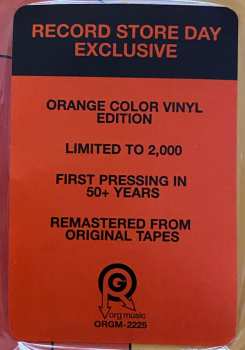 RECORD STORE DAY
EXCLUSIVE
ORANGE COLOR VINYL
EDITION
LIMITED TO 2,000
FIRST PRESSING IN
50+ YEARS
REMASTERED FROM
ORIGINAL TAPES
org music
ORGM-2225